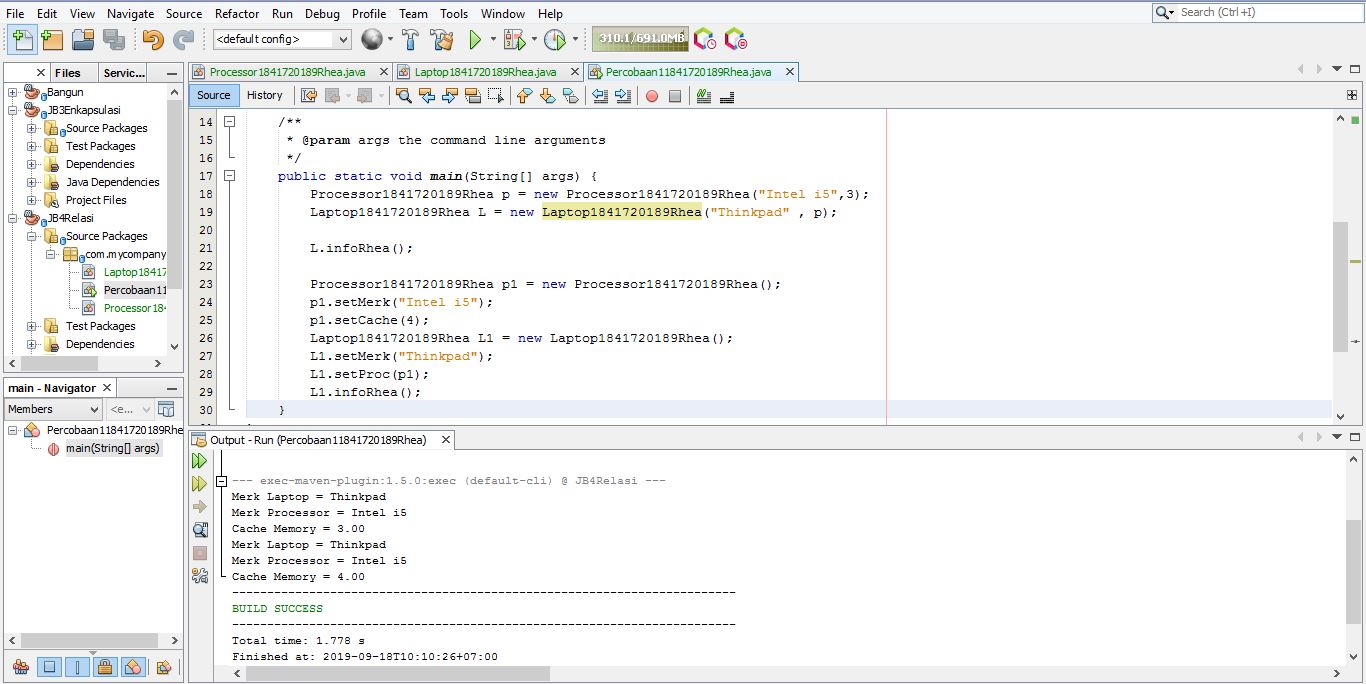 File Edit View Navigate Source Refactor Run Debug Profile Team Tools Window Help
Search (Ctrl+I)
<default config>
310.1/691.0MB
Files Servic...
Bangun
JB3Enkapsulasi
Source Packages
Test Packages
Dependencies
Java Dependencies
Project Files
JB4Relasi
Source Packages
com.mycompany
Laptop18417
Percobaan11
Processor184
Test Packages
Dependencies
main - Navigator
Members
<e...
Percobaan11841720189Rhe
main(String[] args)
Processor1841720189Rhea.java Laptop1841720189Rhea.java Percobaan11841720189Rhea.java
Source History
14 /**
15 * @param args the command line arguments
16 */
17 public static void main(String[] args) {
18 Processor1841720189Rhea p = new Processor1841720189Rhea("Intel i5",3);
19 Laptop1841720189Rhea L = new Laptop1841720189Rhea("Thinkpad" , p);
20
21 L.infoRhea();
22
23 Processor1841720189Rhea p1 = new Processor1841720189Rhea();
24 p1.setMerk("Intel i5");
25 p1.setCache(4);
26 Laptop1841720189Rhea L1 = new Laptop1841720189Rhea();
27 L1.setMerk("Thinkpad");
28 L1.setProc(p1);
29 L1.infoRhea();
30 }
Output - Run (Percobaan11841720189Rhea)
--- exec-maven-plugin:1.5.0:exec (default-cli) @ JB4Relasi ---
Merk Laptop = Thinkpad
Merk Processor = Intel i5
Cache Memory = 3.00
Merk Laptop = Thinkpad
Merk Processor = Intel i5
Cache Memory = 4.00
------------------------------------------------------------------------
BUILD SUCCESS
------------------------------------------------------------------------
Total time: 1.778 s
Finished at: 2019-09-18T10:10:26+07:00